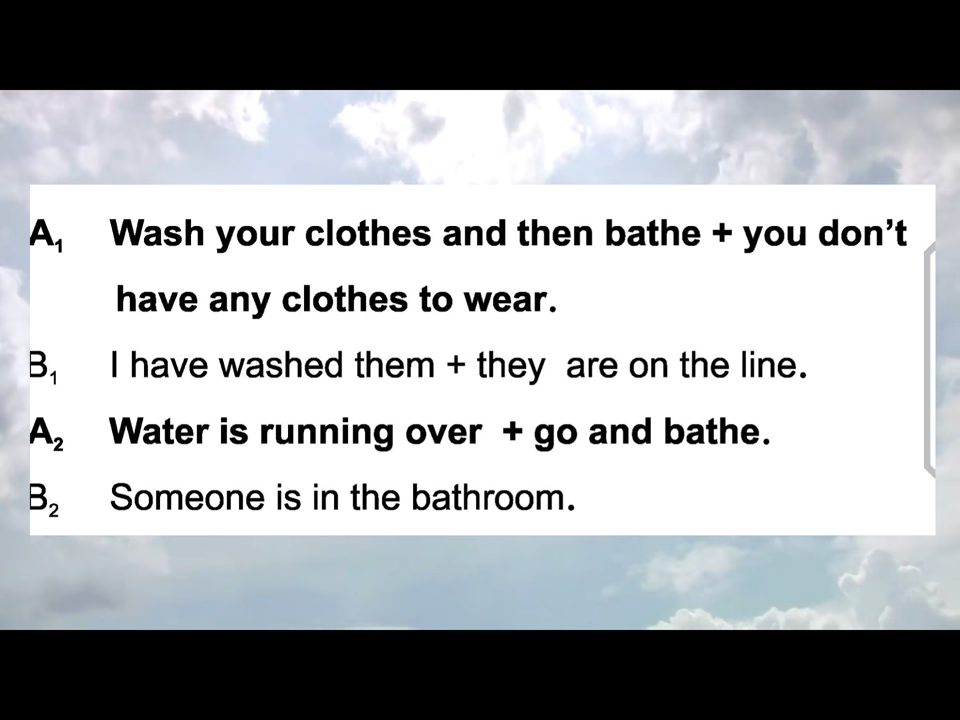 A₁ Wash your clothes and then bathe + you don’t
have any clothes to wear.
B₁ I have washed them + they are on the line.
A₂ Water is running over + go and bathe.
B₂ Someone is in the bathroom.